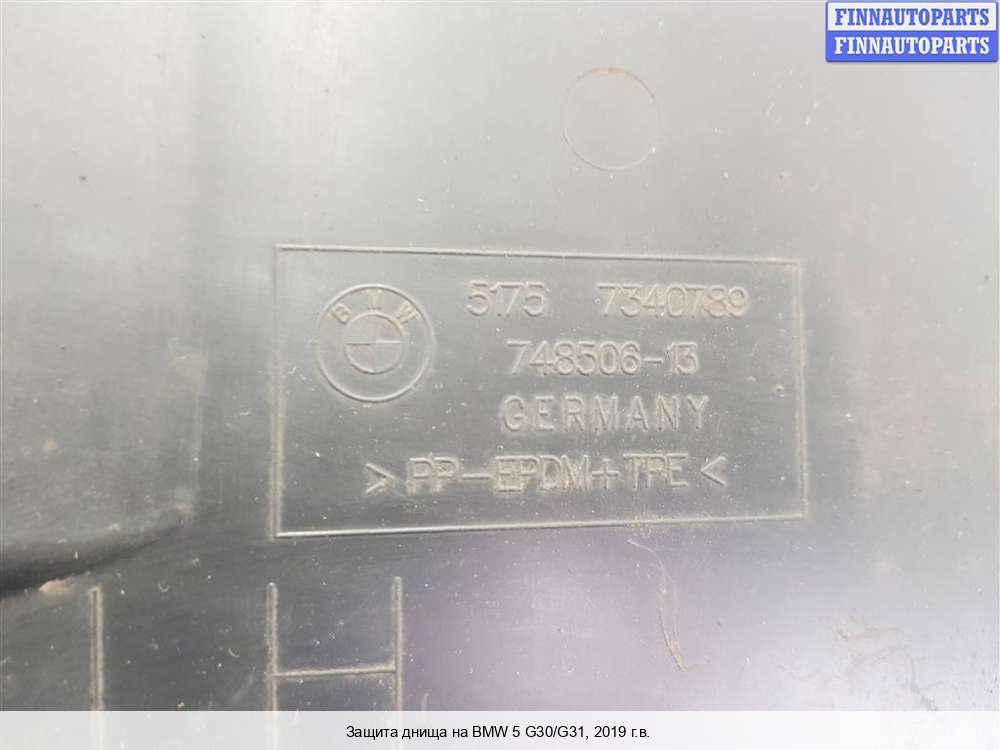 FINNAUTOPARTS
FINNAUTOPARTS
BMW
5175 7340789
748506-13
GERMANY
>PP-EPDM+TPE<
LH
Защита днища на BMW 5 G30/G31, 2019 г.в.